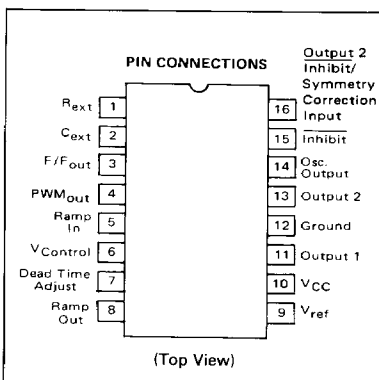 PIN CONNECTIONS
Rext 1
Cext 2
F/Fout 3
PWMout 4
Ramp
In 5
VControl 6
Dead Time
Adjust 7
Ramp
Out 8
Output 2
Inhibit/
Symmetry
Correction
16 Input
15 Inhibit
14 Osc.
Output
13 Output 2
12 Ground
11 Output 1
10 VCC
9 Vref
(Top View)